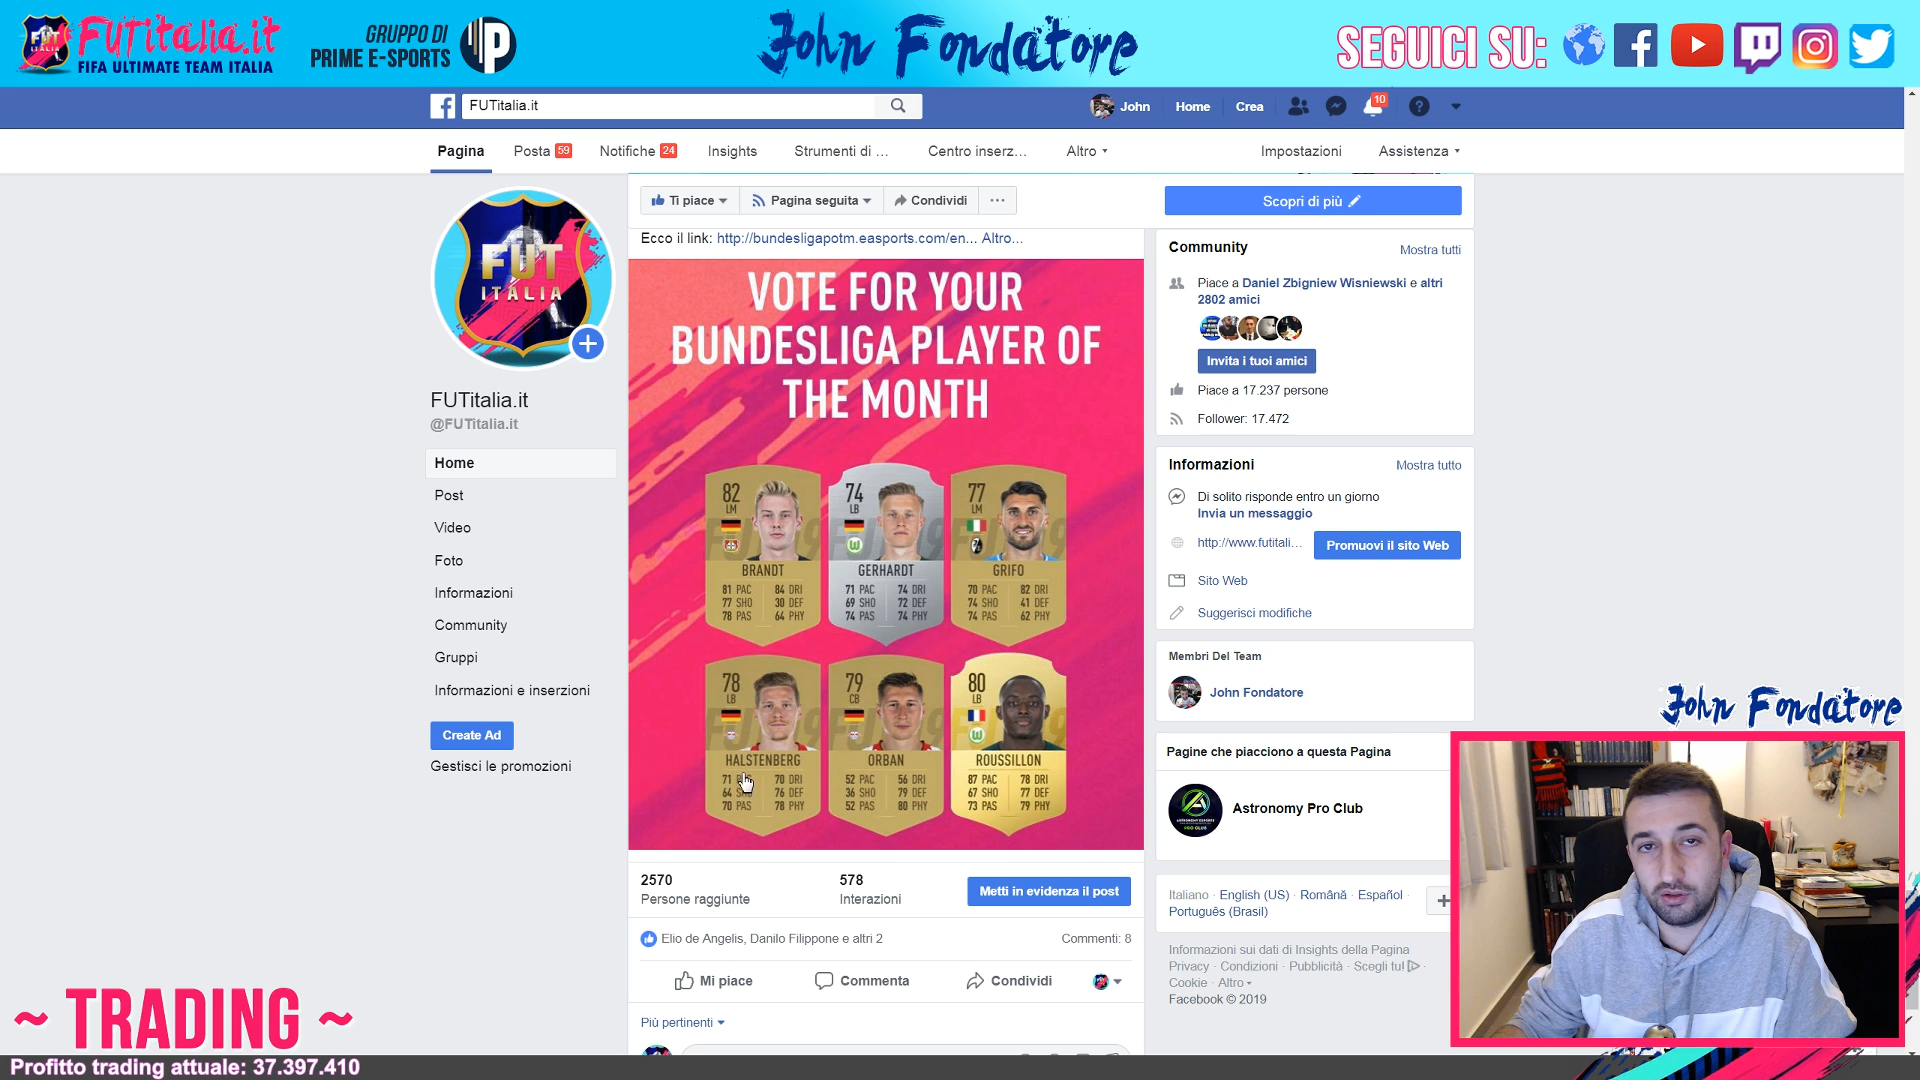 FUTitalia.it
FIFA ULTIMATE TEAM ITALIA
GRUPPO DI
PRIME E-SPORTS
John Fondatore
SEGUICI SU:
FUTitalia.it
John
Home
Crea
10
Pagina
Posta 59
Notifiche 24
Insights
Strumenti di ...
Centro inserz...
Altro
Impostazioni
Assistenza
FUT
ITALIA
FUTitalia.it
@FUTitalia.it
Home
Post
Video
Foto
Informazioni
Community
Gruppi
Informazioni e inserzioni
Create Ad
Gestisci le promozioni
Ti piace
Pagina seguita
Condividi
Scopri di più
Ecco il link: http://bundesligapotm.easports.com/en... Altro...
VOTE FOR YOUR
BUNDESLIGA PLAYER OF
THE MONTH
82
LM
BRANDT
81 PAC 84 DRI
77 SHO 30 DEF
78 PAS 64 PHY
74
LB
GERHARDT
71 PAC 74 DRI
69 SHO 72 DEF
74 PAS 74 PHY
77
LM
GRIFO
70 PAC 82 DRI
74 SHO 41 DEF
74 PAS 62 PHY
78
LB
HALSTENBERG
71 70 DRI
64 76 DEF
70 PAS 78 PHY
79
CB
ORBAN
52 PAC 56 DRI
36 SHO 79 DEF
52 PAS 80 PHY
80
LB
ROUSSILLON
87 PAC 78 DRI
67 SHO 77 DEF
73 PAS 79 PHY
2570
Persone raggiunte
578
Interazioni
Metti in evidenza il post
Elio de Angelis, Danilo Filippone e altri 2
Commenti: 8
Mi piace
Commenta
Condividi
Più pertinenti
Community
Mostra tutti
Piace a Daniel Zbigniew Wisniewski e altri
2802 amici
Invita i tuoi amici
Piace a 17.237 persone
Follower: 17.472
Informazioni
Mostra tutto
Di solito risponde entro un giorno
Invia un messaggio
http://www.futitali...
Promuovi il sito Web
Sito Web
Suggerisci modifiche
Membri Del Team
John Fondatore
Pagine che piacciono a questa Pagina
Astronomy Pro Club
Italiano · English (US) · Română · Español ·
Português (Brasil)
Informazioni sui dati di Insights della Pagina
Privacy · Condizioni · Pubblicità · Scegli tu! ·
Cookie · Altro
Facebook © 2019
John Fondatore
~ TRADING ~
Profitto trading attuale: 37.397.410